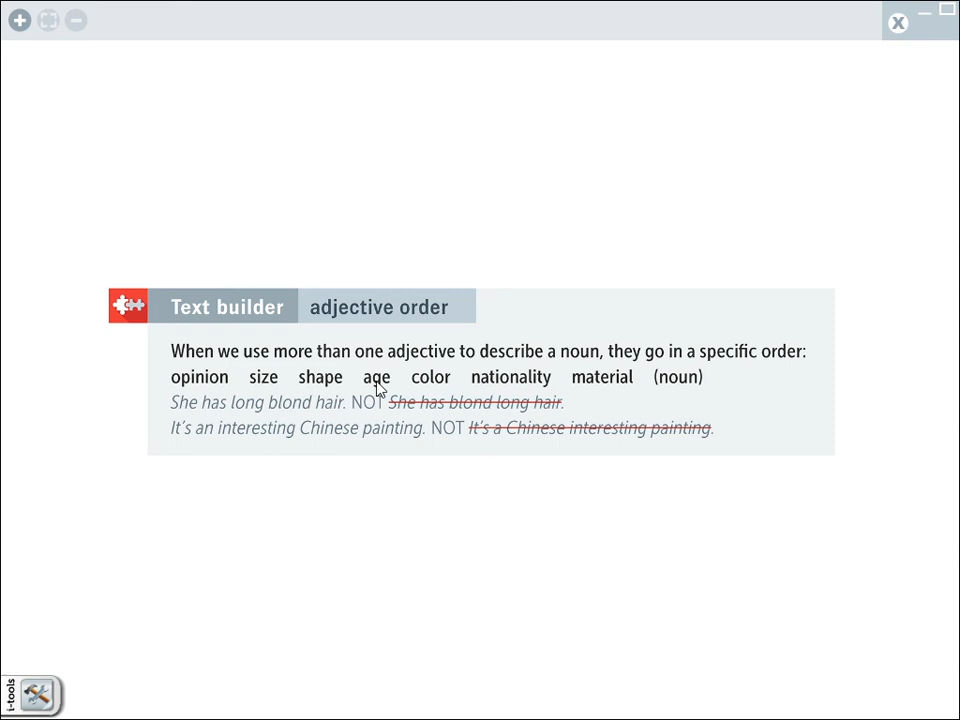 Text builder adjective order
When we use more than one adjective to describe a noun, they go in a specific order:
opinion size shape age color nationality material (noun)
She has long blond hair. NOT She has blond long hair.
It's an interesting Chinese painting. NOT It's a Chinese interesting painting.
i-tools